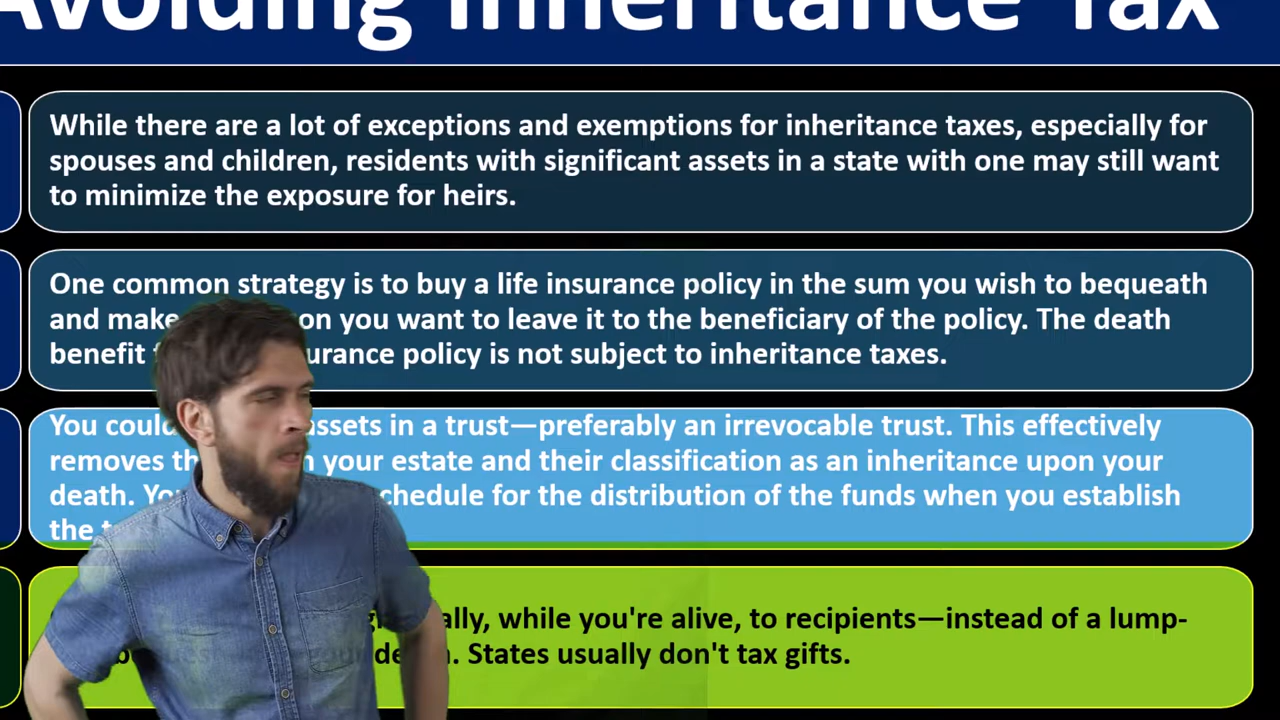 Avoiding Inheritance Tax
While there are a lot of exceptions and exemptions for inheritance taxes, especially for
spouses and children, residents with significant assets in a state with one may still want
to minimize the exposure for heirs.
One common strategy is to buy a life insurance policy in the sum you wish to bequeath
and make on you want to leave it to the beneficiary of the policy. The death
benefit urance policy is not subject to inheritance taxes.
You could assets in a trust—preferably an irrevocable trust. This effectively
removes your estate and their classification as an inheritance upon your
death. chedule for the distribution of the funds when you establish
the
ally, while you're alive, to recipients—instead of a lump-
States usually don't tax gifts.